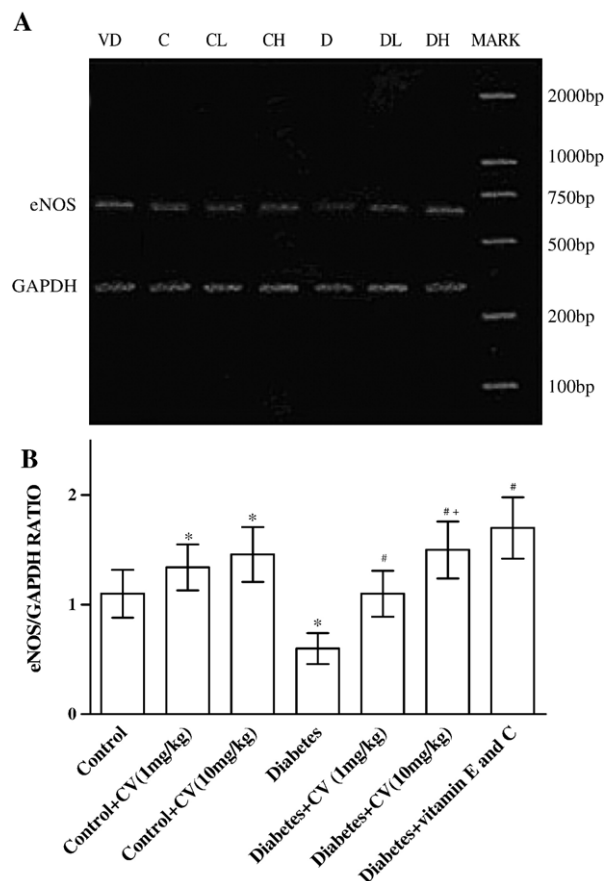 A
VD C CL CH D DL DH MARK
2000bp
1000bp
eNOS
750bp
500bp
GAPDH
200bp
100bp
B
eNOS/GAPDH RATIO
2
1
0
*
*
*
#
# +
#
Control
Control+CV(1mg/kg)
Control+CV(10mg/kg)
Diabetes
Diabetes+CV (1mg/kg)
Diabetes+CV(10mg/kg)
Diabetes+vitamin E and C